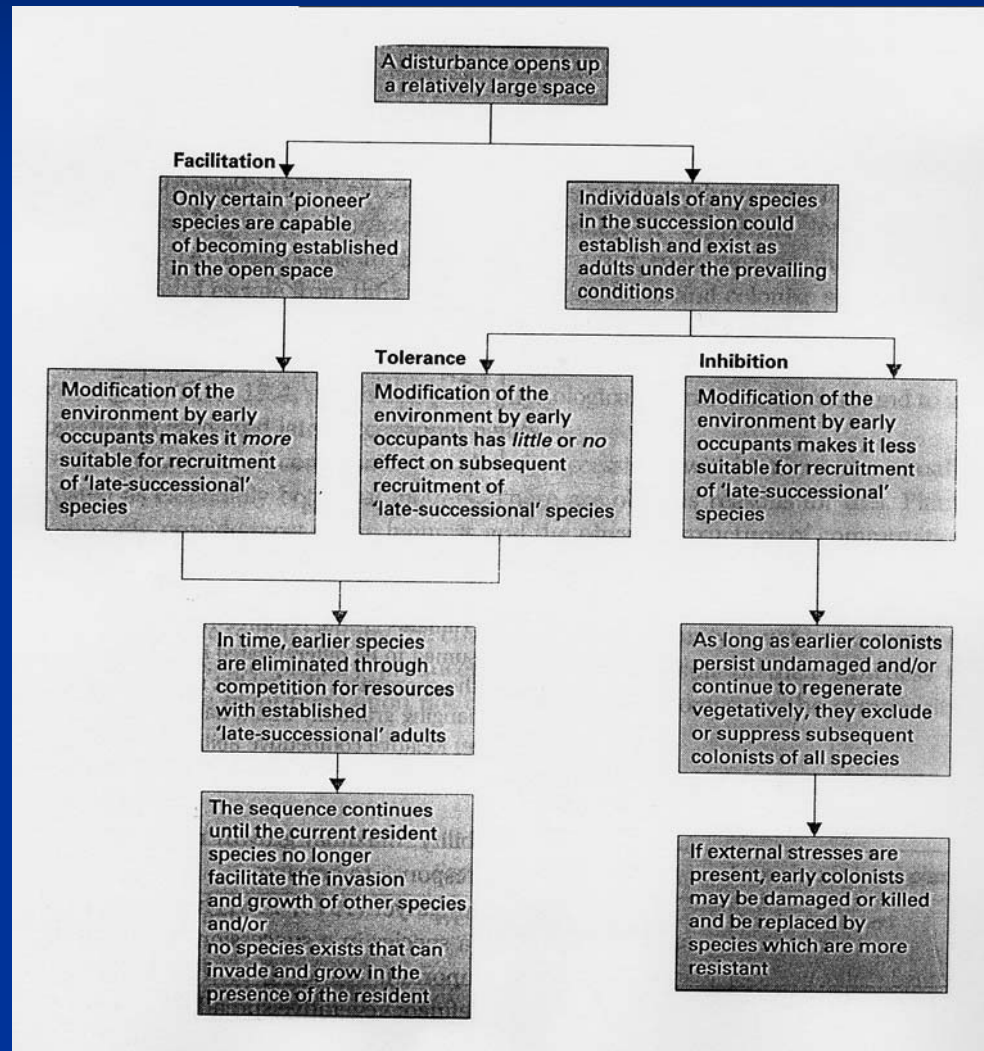 A disturbance opens up
a relatively large space
Facilitation
Only certain 'pioneer'
species are capable
of becoming established
in the open space
Individuals of any species
in the succession could
establish and exist as
adults under the prevailing
conditions
Modification of the
environment by early
occupants makes it more
suitable for recruitment
of 'late-successional'
species
Tolerance
Modification of the
environment by early
occupants has little or no
effect on subsequent
recruitment of
'late-successional' species
Inhibition
Modification of the
environment by early
occupants makes it less
suitable for recruitment
of 'late-successional'
species
In time, earlier species
are eliminated through
competition for resources
with established
'late-successional' adults
As long as earlier colonists
persist undamaged and/or
continue to regenerate
vegetatively, they exclude
or suppress subsequent
colonists of all species
The sequence continues
until the current resident
species no longer
facilitate the invasion
and growth of other species
and/or
no species exists that can
invade and grow in the
presence of the resident
If external stresses are
present, early colonists
may be damaged or killed
and be replaced by
species which are more
resistant